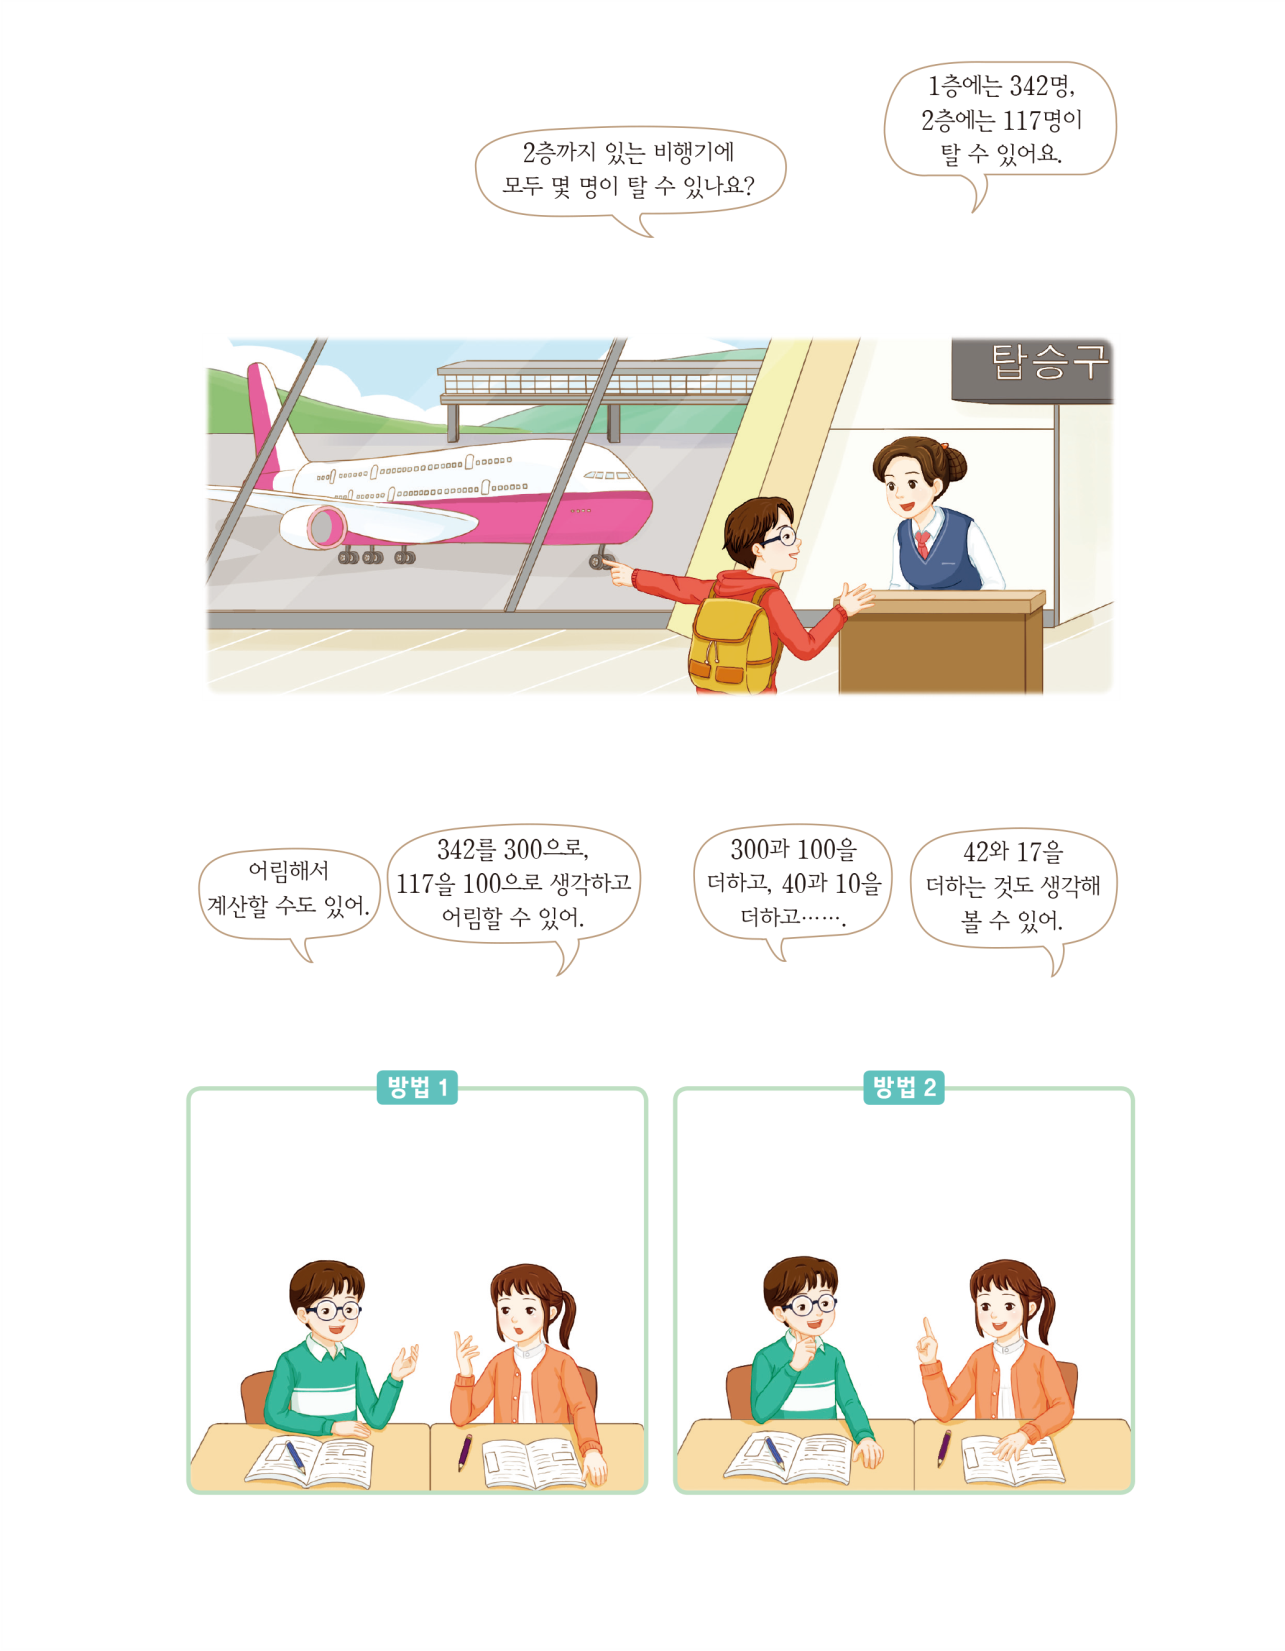 1층에는 342명,
2층에는 117명이
탈 수 있어요.
2층까지 있는 비행기에
모두 몇 명이 탈 수 있나요?
탑승구
어림해서
계산할 수도 있어.
342를 300으로,
117을 100으로 생각하고
어림할 수 있어.
300과 100을
더하고, 40과 10을
더하고…….
42와 17을
더하는 것도 생각해
볼 수 있어.
방법 1
방법 2